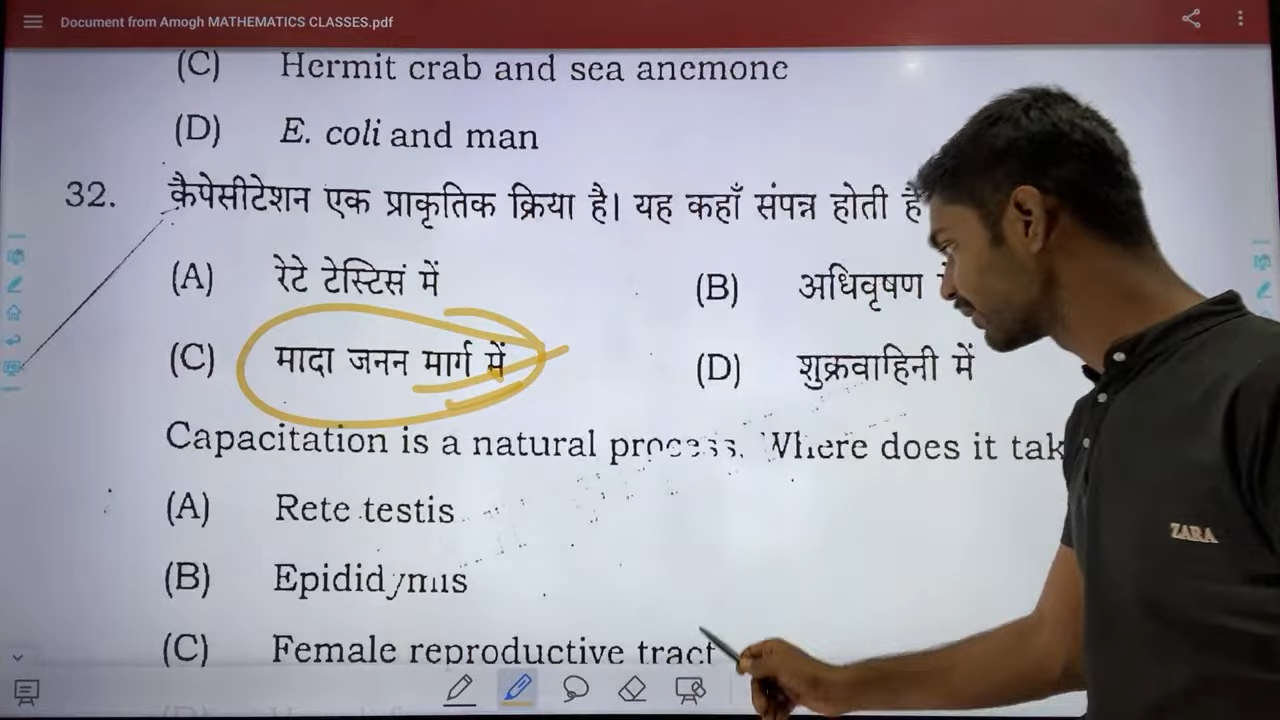 Document from Amogh MATHEMATICS CLASSES.pdf
(C) Hermit crab and sea anemone
(D) E. coli and man
32. कैपेसीटेशन एक प्राकृतिक क्रिया है। यह कहाँ संपन्न होती है
(A) रेटे टेस्टिस में (B) अधिवृषण
(C) मादा जनन मार्ग में (D) शुक्रवाहिनी में
Capacitation is a natural process. Where does it tak
(A) Rete testis
(B) Epididymis
(C) Female reproductive tract
ZARA